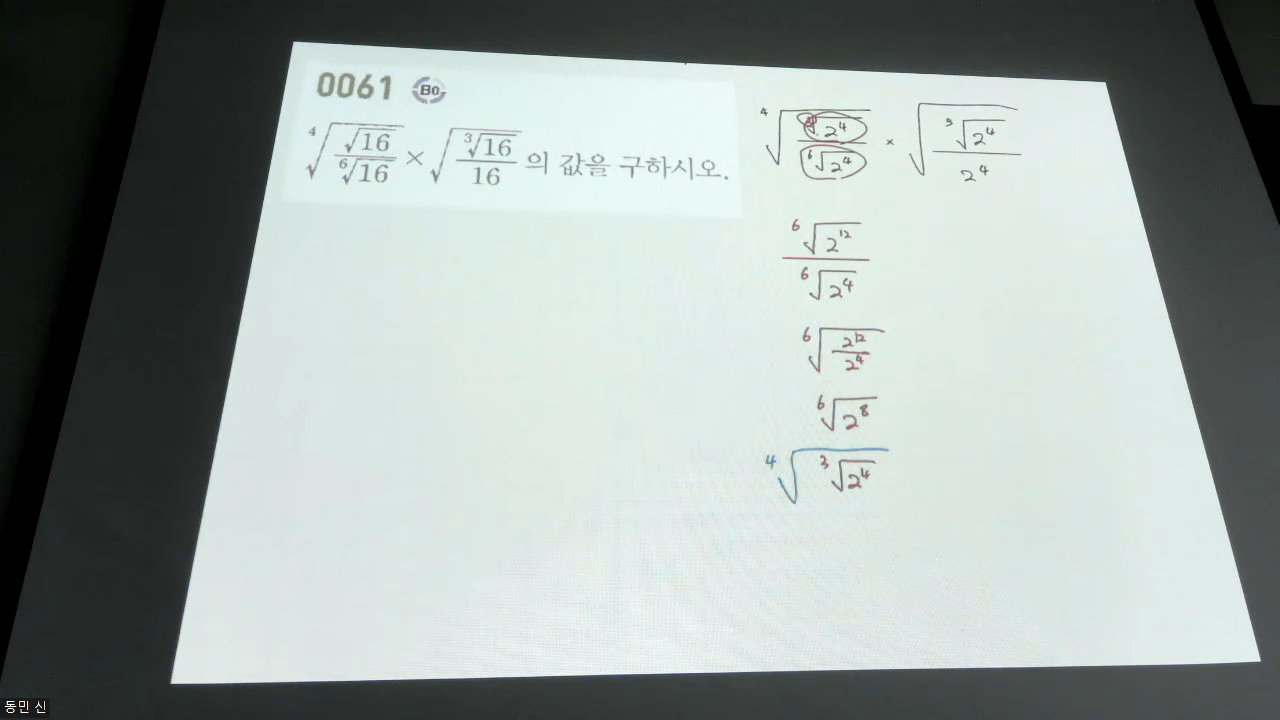 0061 B0
⁴√(√16/⁶√16) × √(³√16/16) 의 값을 구하시오.
⁴√(√2⁴/⁶√2⁴) × √(³√2⁴/2⁴)
⁶√2¹²/⁶√2⁴
⁶√(2¹²/2⁴)
⁶√2⁸
⁴√(³√2⁴)
동민 신